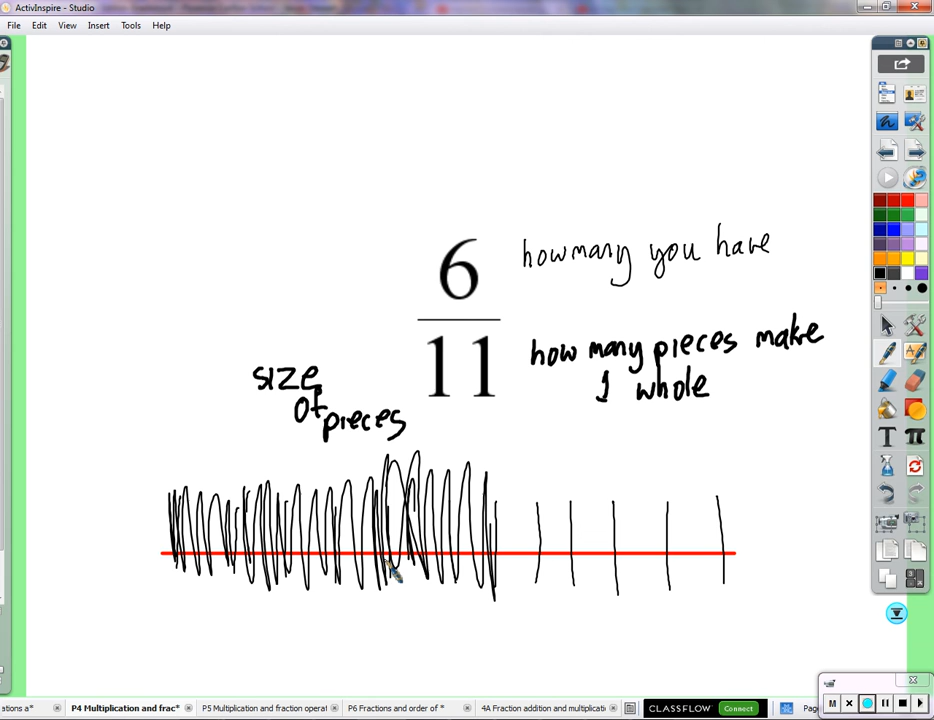 ActivInspire - Studio
File Edit View Insert Tools Help
6
how many you have
11
how many pieces make
1 whole
size
of
pieces
ations a* P4 Multiplication and frac* P5 Multiplication and fraction operat P6 Fractions and order of * 4A Fraction addition and multiplicati CLASSFLOW Connect Pag
T π
M